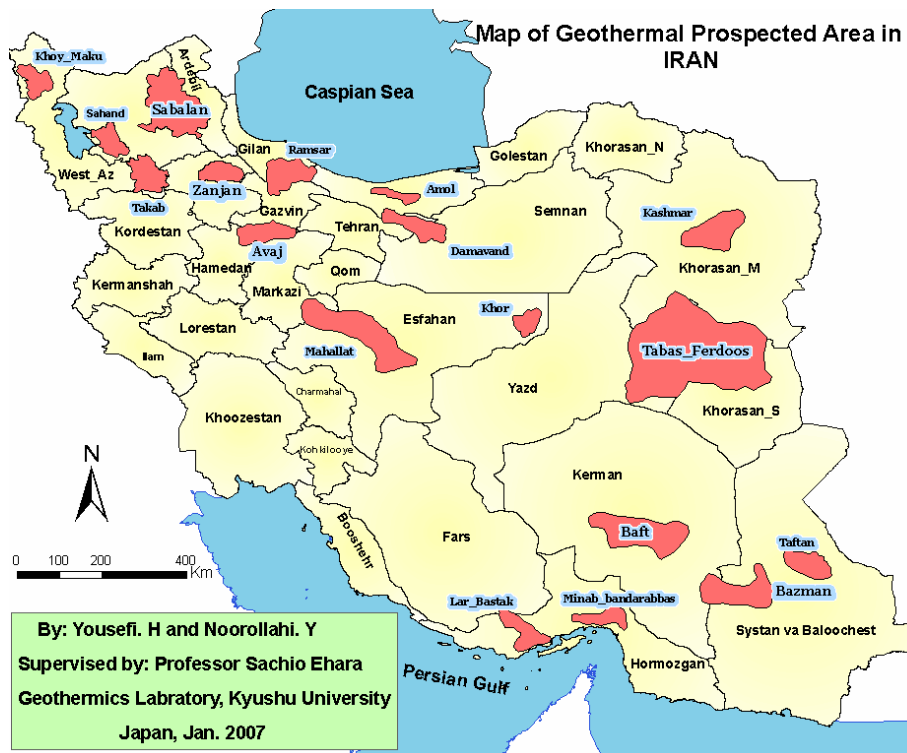 Map of Geothermal Prospected Area in
IRAN
Khoy_Maku
Ardebil
Caspian Sea
Sabalan
Sahand
Gilan
Ramsar
Golestan
Khorasan_N
West_Az
Zanjan
Amol
Takab
Gazvin
Semnan
Kashmar
Kordestan
Tehran
Avaj
Damavand
Hamedan
Qom
Khorasan_M
Kermanshah
Markazi
Khor
Esfahan
Lorestan
Mahallat
Ilam
Tabas_Ferdoos
Yazd
Charmahal
Khoozestan
Khorasan_S
Kohkilooye
N
Kerman
Booshehr
Fars
Baft
Taftan
0 100 200 400
Km
Lar_Bastak
Minab_bandarabbas
Bazman
Systan va Baloochest
Hormozgan
Persian Gulf
By: Yousefi. H and Noorollahi. Y
Supervised by: Professor Sachio Ehara
Geothermics Labratory, Kyushu University
Japan, Jan. 2007